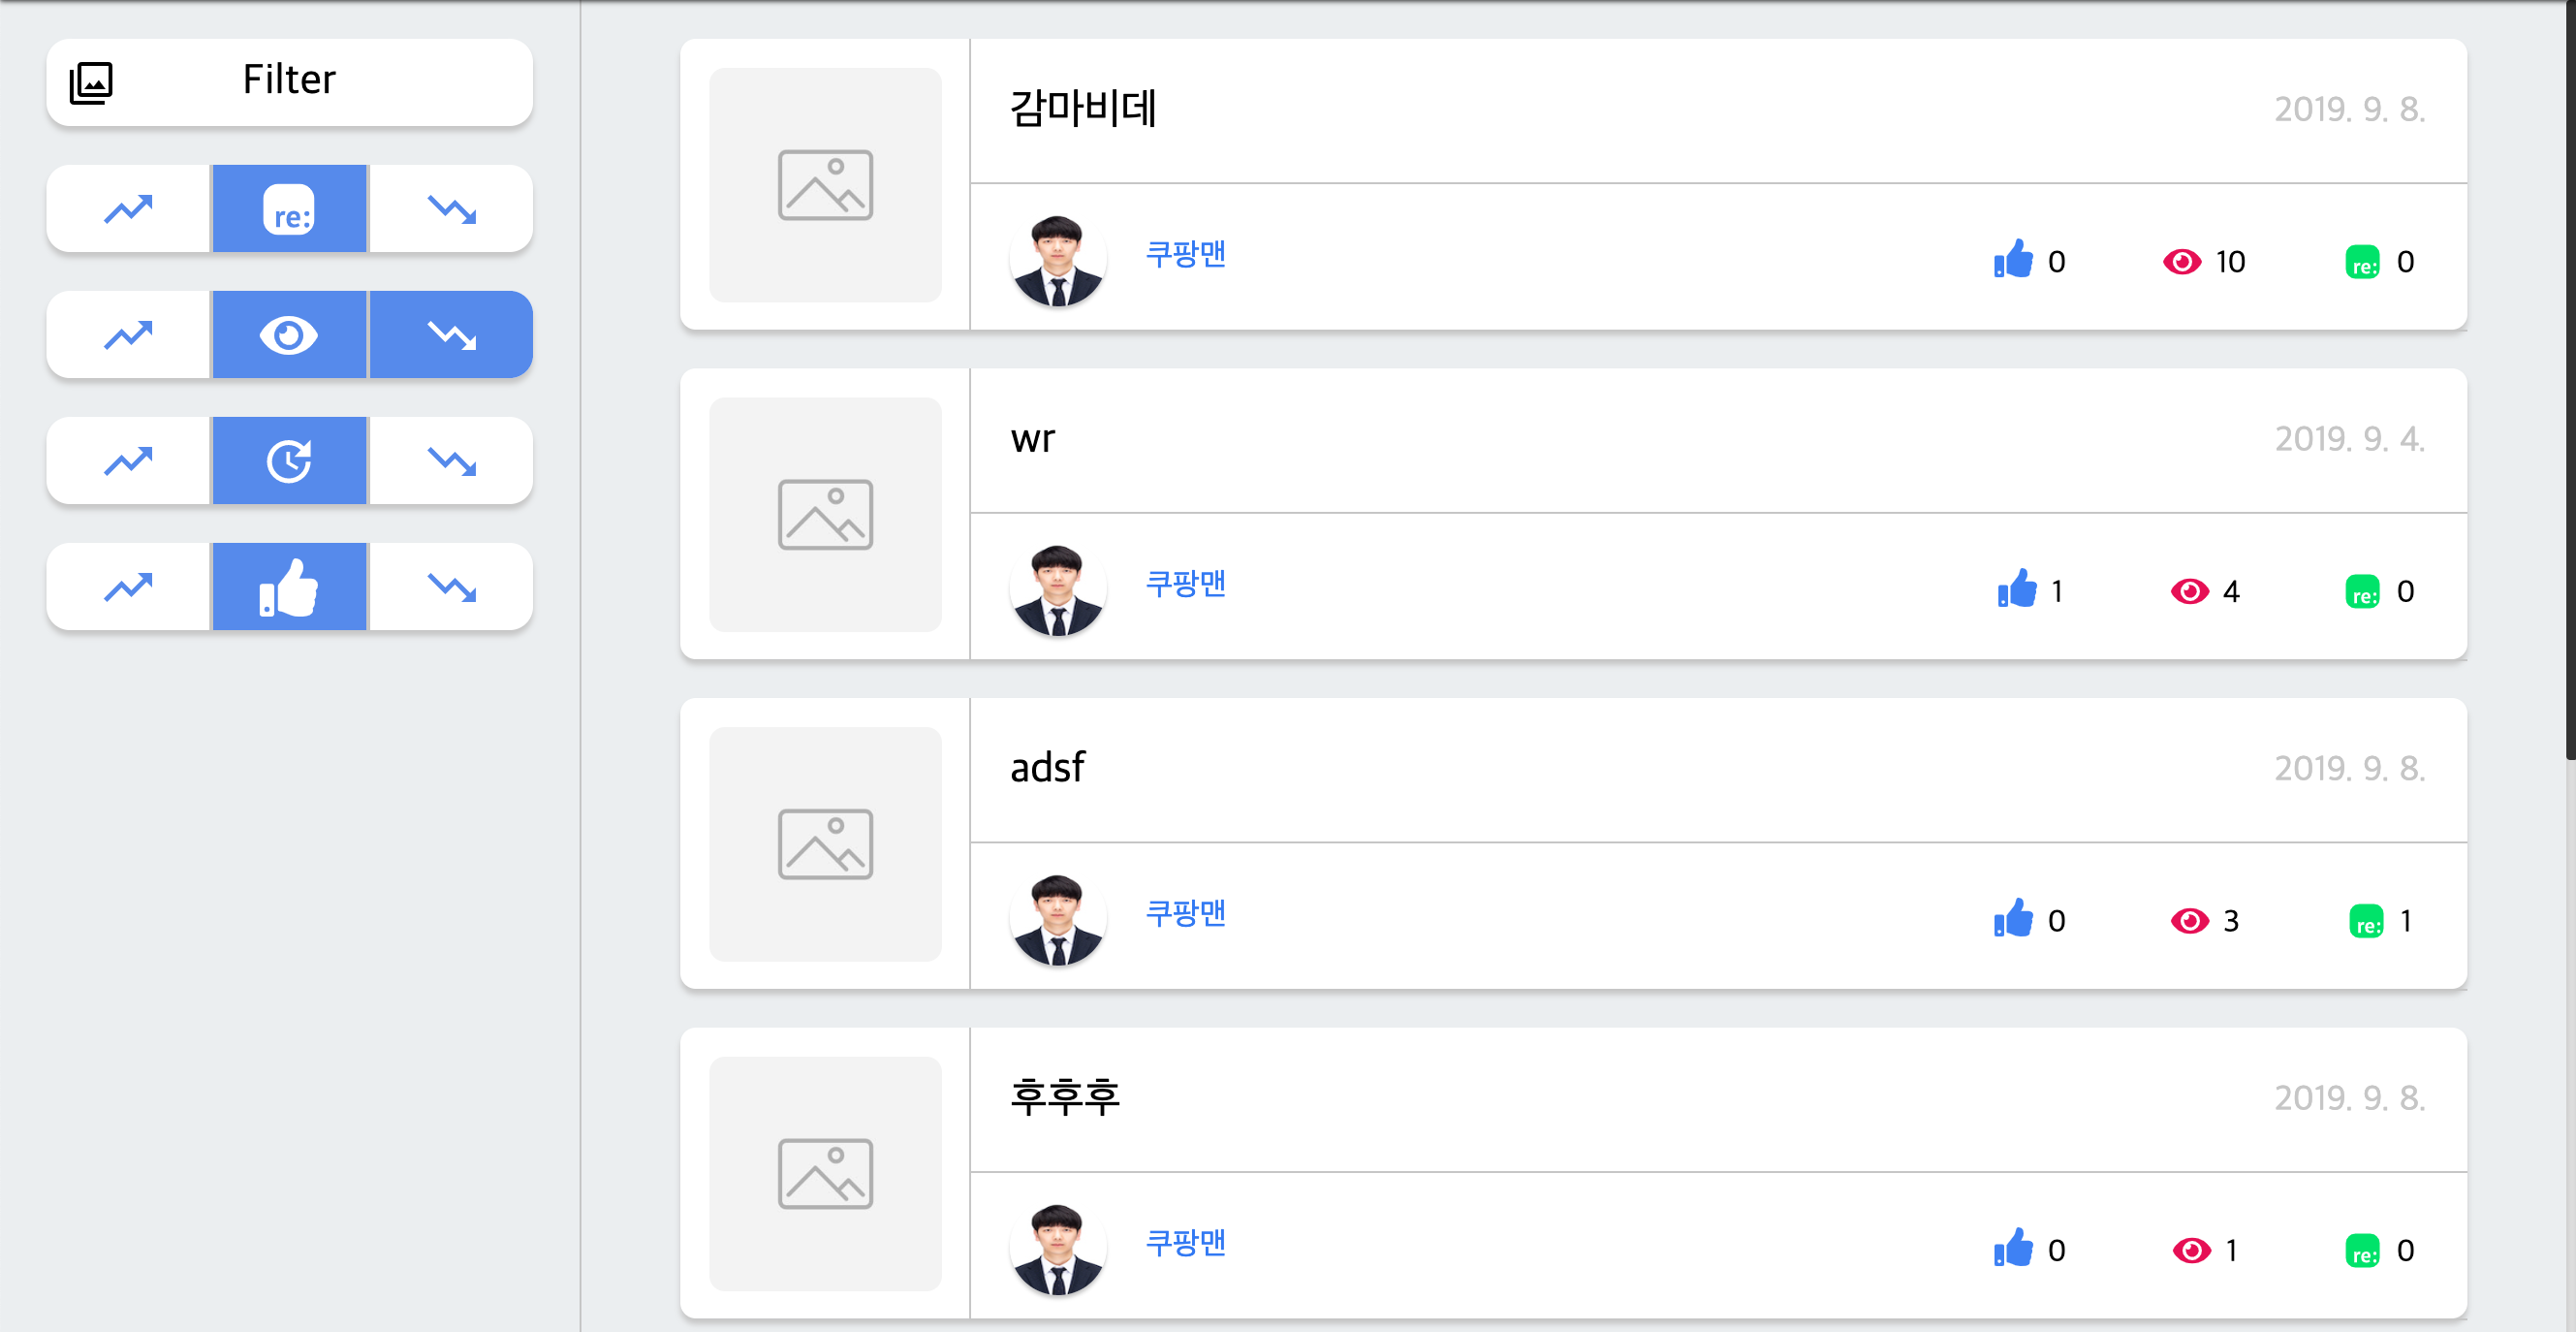 Filter
re:
감마비데
2019. 9. 8.
쿠팡맨
0
10
re: 0
wr
2019. 9. 4.
쿠팡맨
1
4
re: 0
adsf
2019. 9. 8.
쿠팡맨
0
3
re: 1
후후후
2019. 9. 8.
쿠팡맨
0
1
re: 0